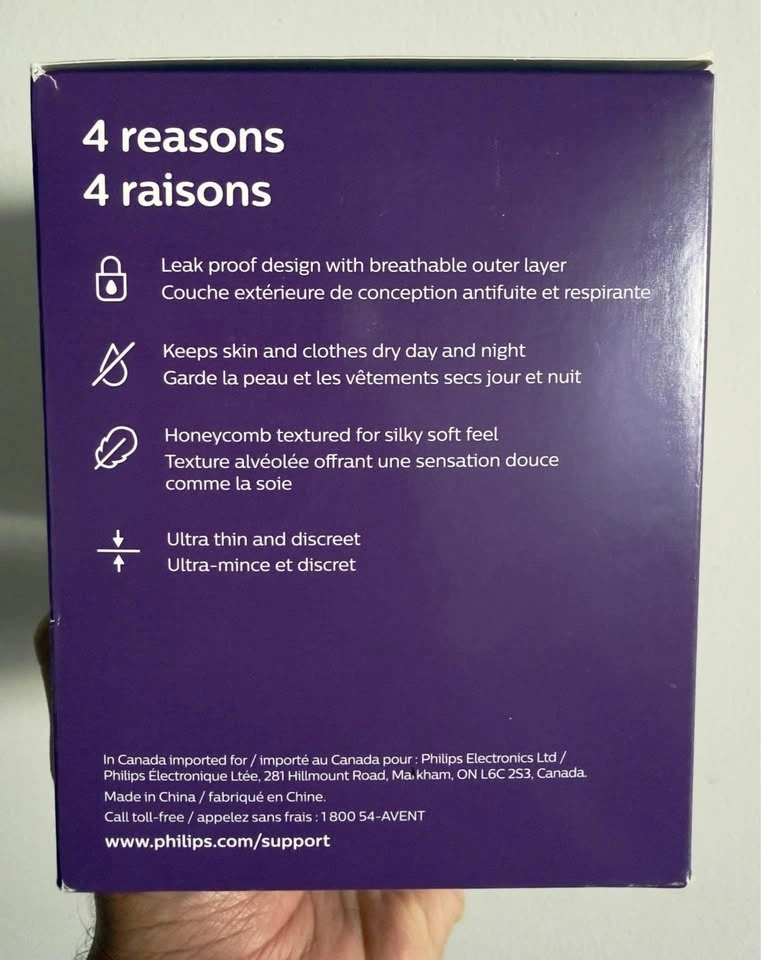 4 reasons
4 raisons
Leak proof design with breathable outer layer
Couche extérieure de conception antifuite et respirante
Keeps skin and clothes dry day and night
Garde la peau et les vêtements secs jour et nuit
Honeycomb textured for silky soft feel
Texture alvéolée offrant une sensation douce
comme la soie
Ultra thin and discreet
Ultra-mince et discret
In Canada imported for / importé au Canada pour : Philips Electronics Ltd /
Philips Électronique Ltée, 281 Hillmount Road, Markham, ON L6C 2S3, Canada.
Made in China / fabriqué en Chine.
Call toll-free / appelez sans frais : 1 800 54-AVENT
www.philips.com/support